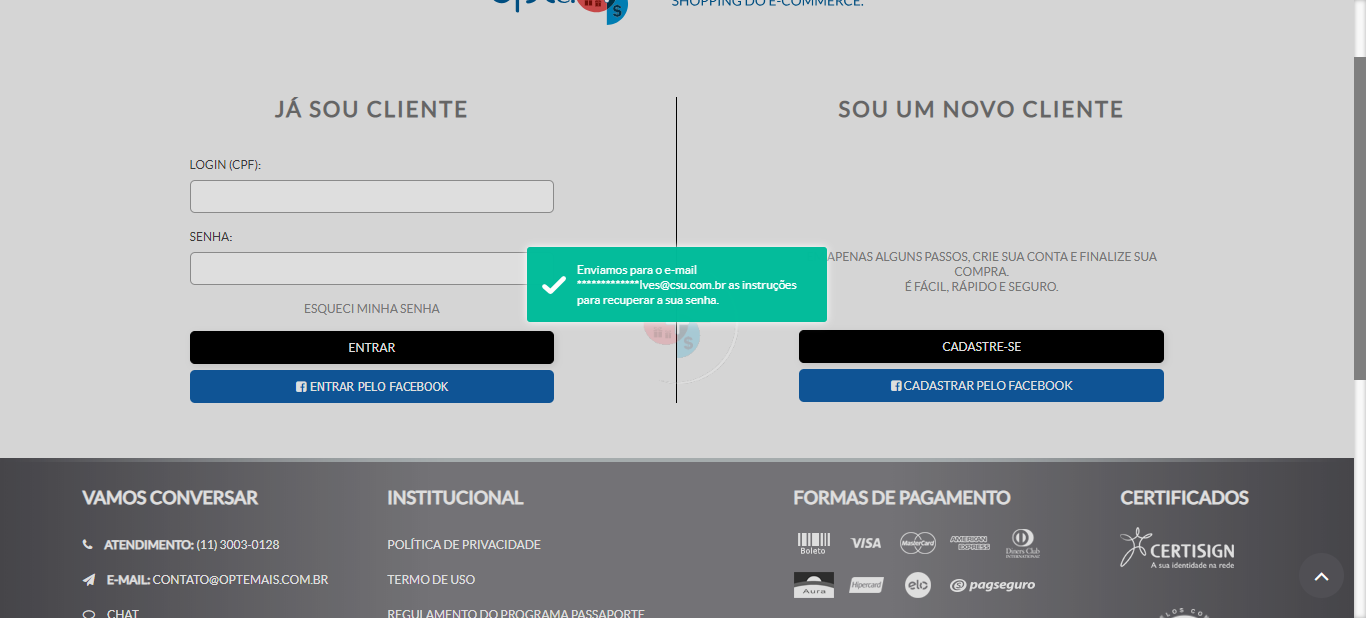 SHOPPING DO E-COMMERCE.
JÁ SOU CLIENTE
LOGIN (CPF):
SENHA:
ESQUECI MINHA SENHA
ENTRAR
ENTRAR PELO FACEBOOK
Enviamos para o e-mail
*************lves@csu.com.br as instruções
para recuperar a sua senha.
SOU UM NOVO CLIENTE
APENAS ALGUNS PASSOS, CRIE SUA CONTA E FINALIZE SUA
COMPRA.
É FÁCIL, RÁPIDO E SEGURO.
CADASTRE-SE
CADASTRAR PELO FACEBOOK
VAMOS CONVERSAR
ATENDIMENTO: (11) 3003-0128
E-MAIL: CONTATO@OPTEMAIS.COM.BR
CHAT
INSTITUCIONAL
POLÍTICA DE PRIVACIDADE
TERMO DE USO
REGULAMENTO DO PROGRAMA PASSAPORTE
FORMAS DE PAGAMENTO
Boleto
VISA
MasterCard
AMERICAN EXPRESS
Diners Club
INTERNATIONAL
Aura
Hipercard
elo
pagseguro
CERTIFICADOS
CERTISIGN
A sua identidade na rede